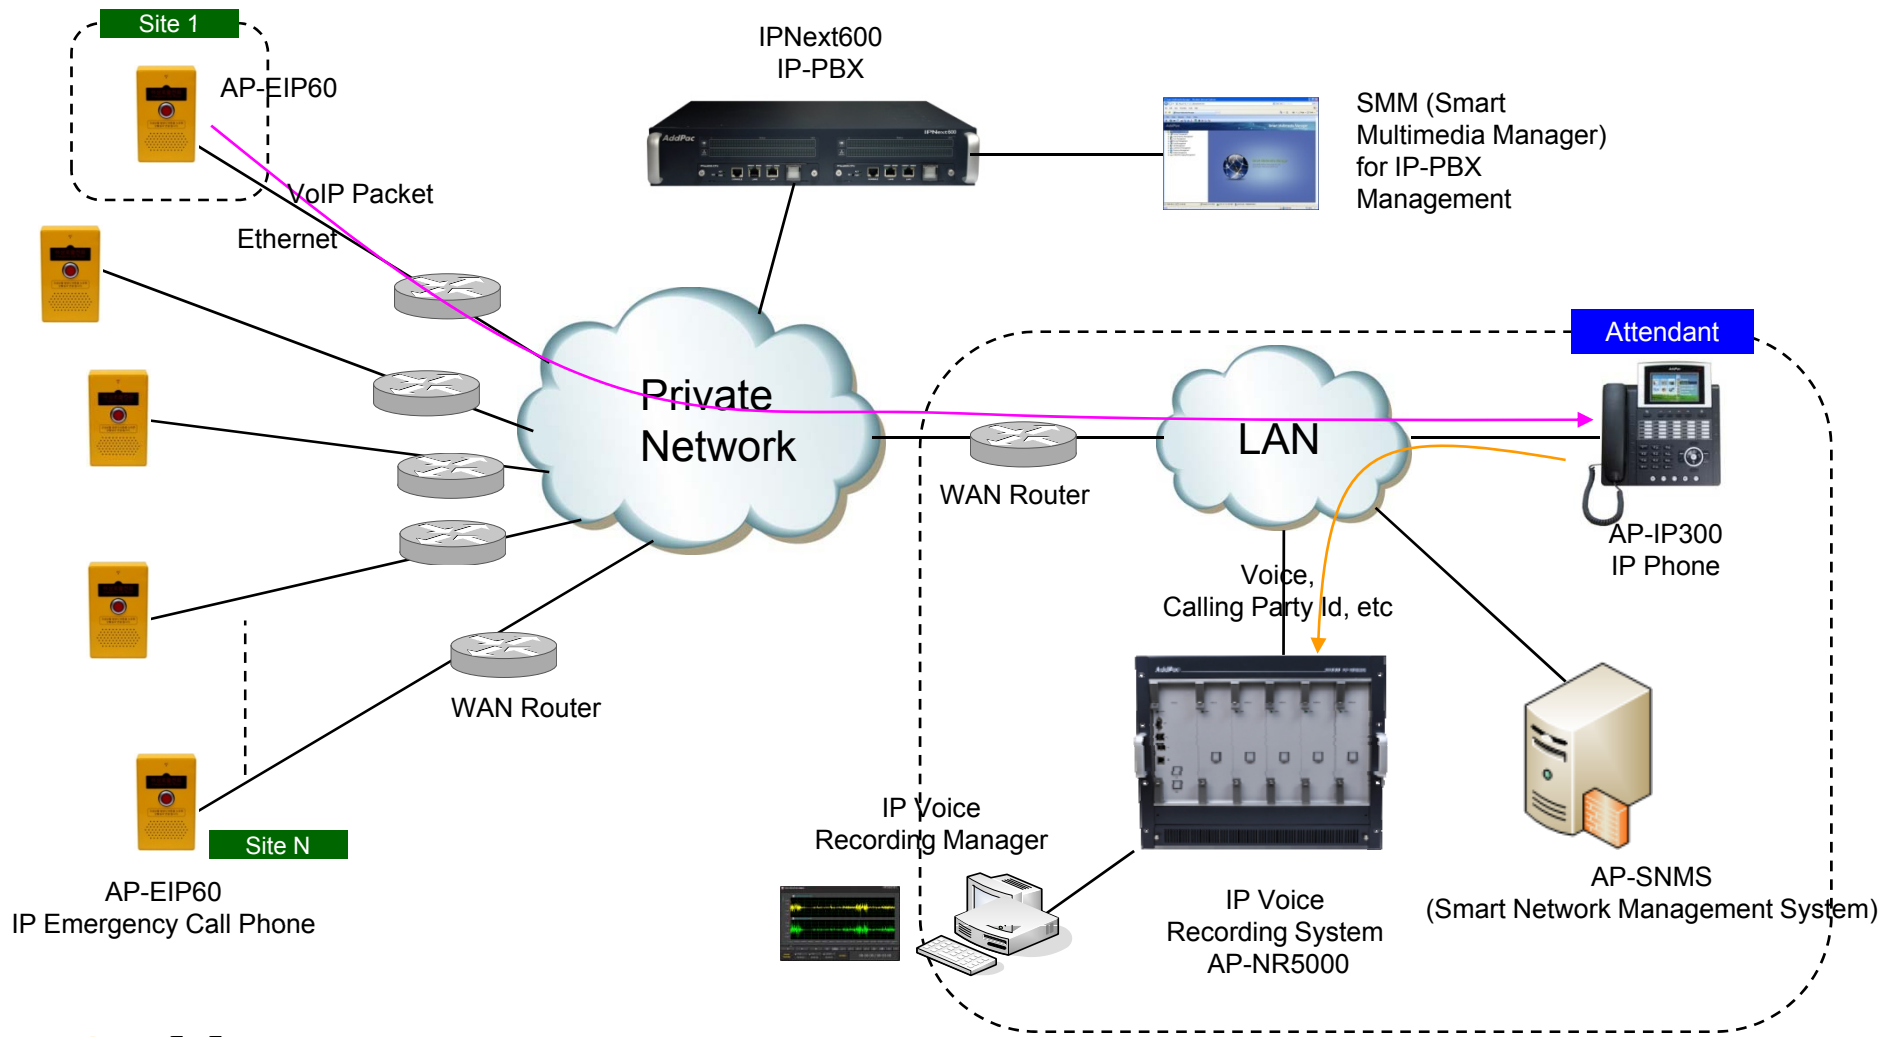 Site 1
AP-EIP60
VoIP Packet
Ethernet
IPNext600
IP-PBX
AddPac
IPNext600
SMM (Smart
Multimedia Manager)
for IP-PBX
Management
Private
Network
WAN Router
LAN
Attendant
AP-IP300
IP Phone
Voice,
Calling Party Id, etc
WAN Router
Site N
AP-EIP60
IP Emergency Call Phone
IP Voice
Recording Manager
AddPac
IP Voice
Recording System
AP-NR5000
AP-SNMS
(Smart Network Management System)